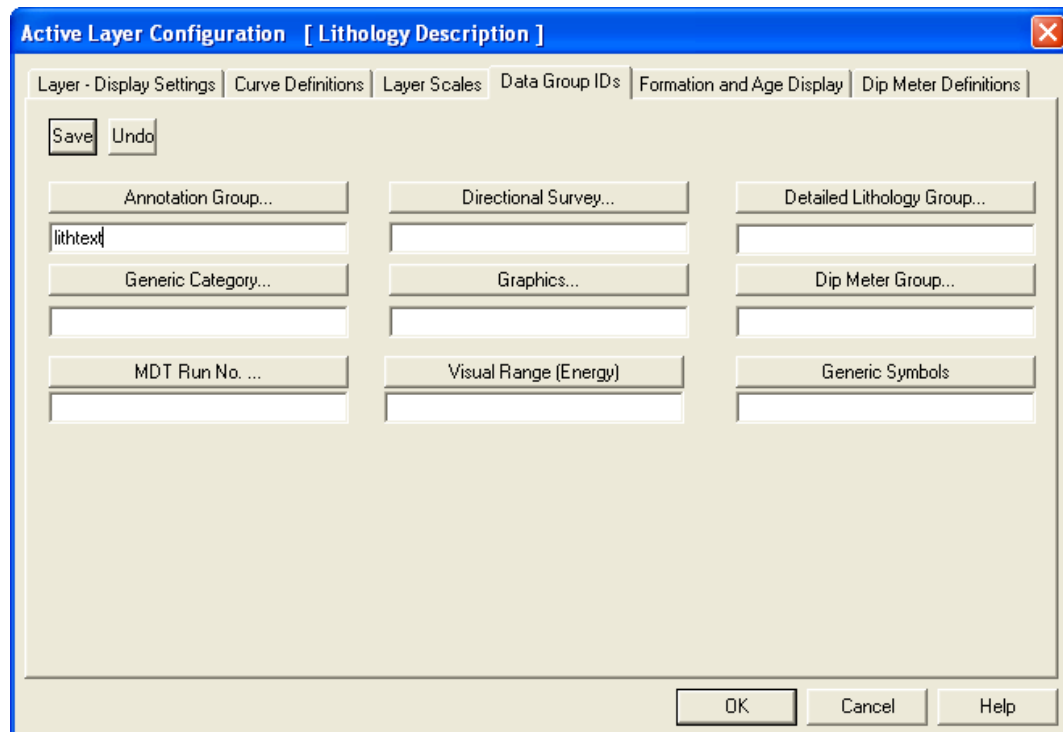 Active Layer Configuration [ Lithology Description ]
Layer - Display Settings Curve Definitions Layer Scales Data Group IDs Formation and Age Display Dip Meter Definitions
Save Undo
Annotation Group... Directional Survey... Detailed Lithology Group...
lithtext
Generic Category... Graphics... Dip Meter Group...
MDT Run No. ... Visual Range (Energy) Generic Symbols
OK Cancel Help